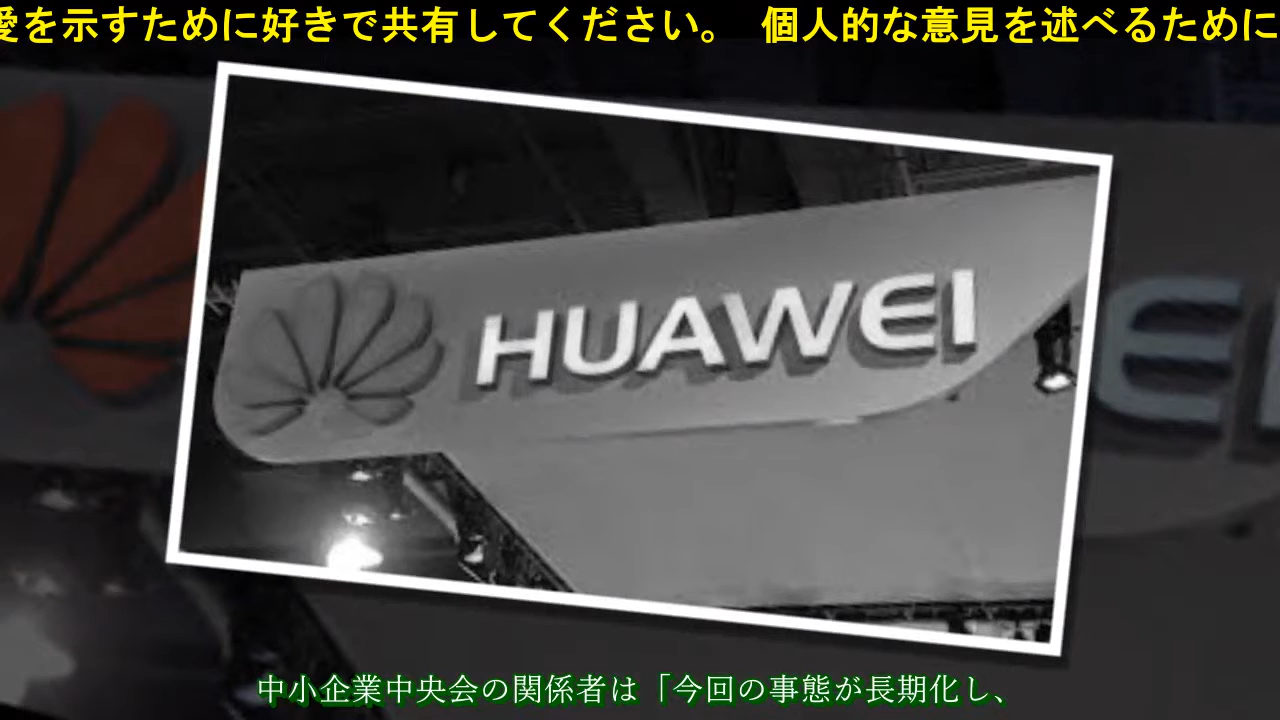 愛を示すために好きで共有してください。 個人的な意見を述べるために
HUAWEI
EI
中小企業中央会の関係者は「今回の事態が長期化し、